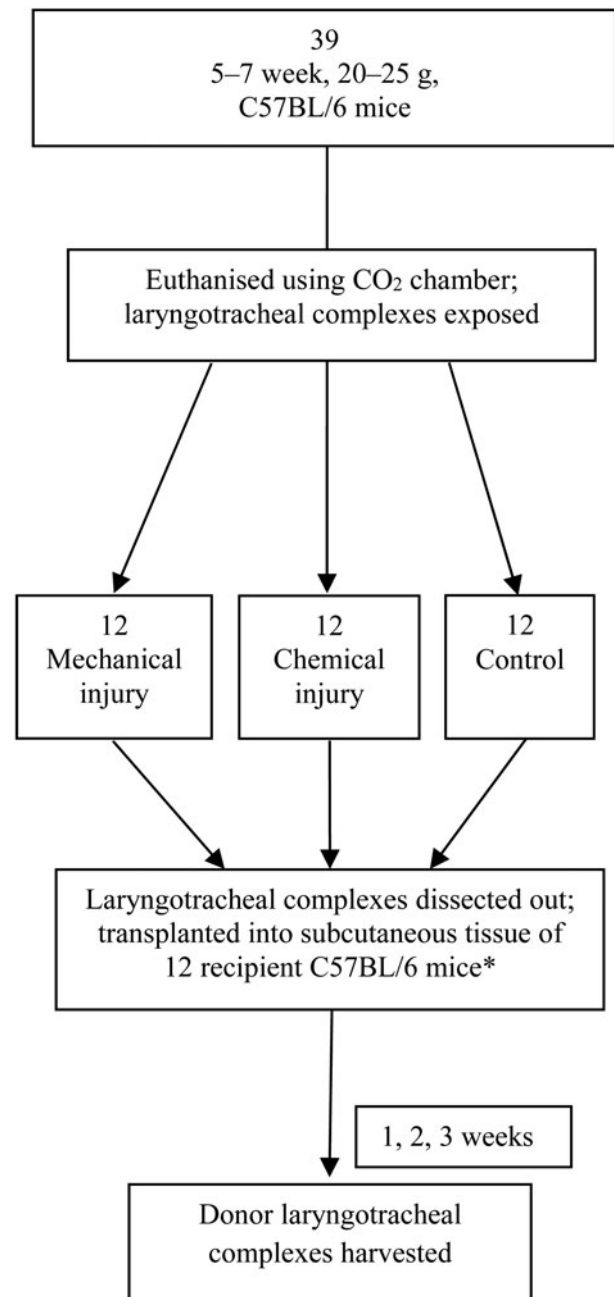 39
5–7 week, 20–25 g,
C57BL/6 mice
Euthanised using CO₂ chamber;
laryngotracheal complexes exposed
12
Mechanical
injury
12
Chemical
injury
12
Control
Laryngotracheal complexes dissected out;
transplanted into subcutaneous tissue of
12 recipient C57BL/6 mice*
1, 2, 3 weeks
Donor laryngotracheal
complexes harvested